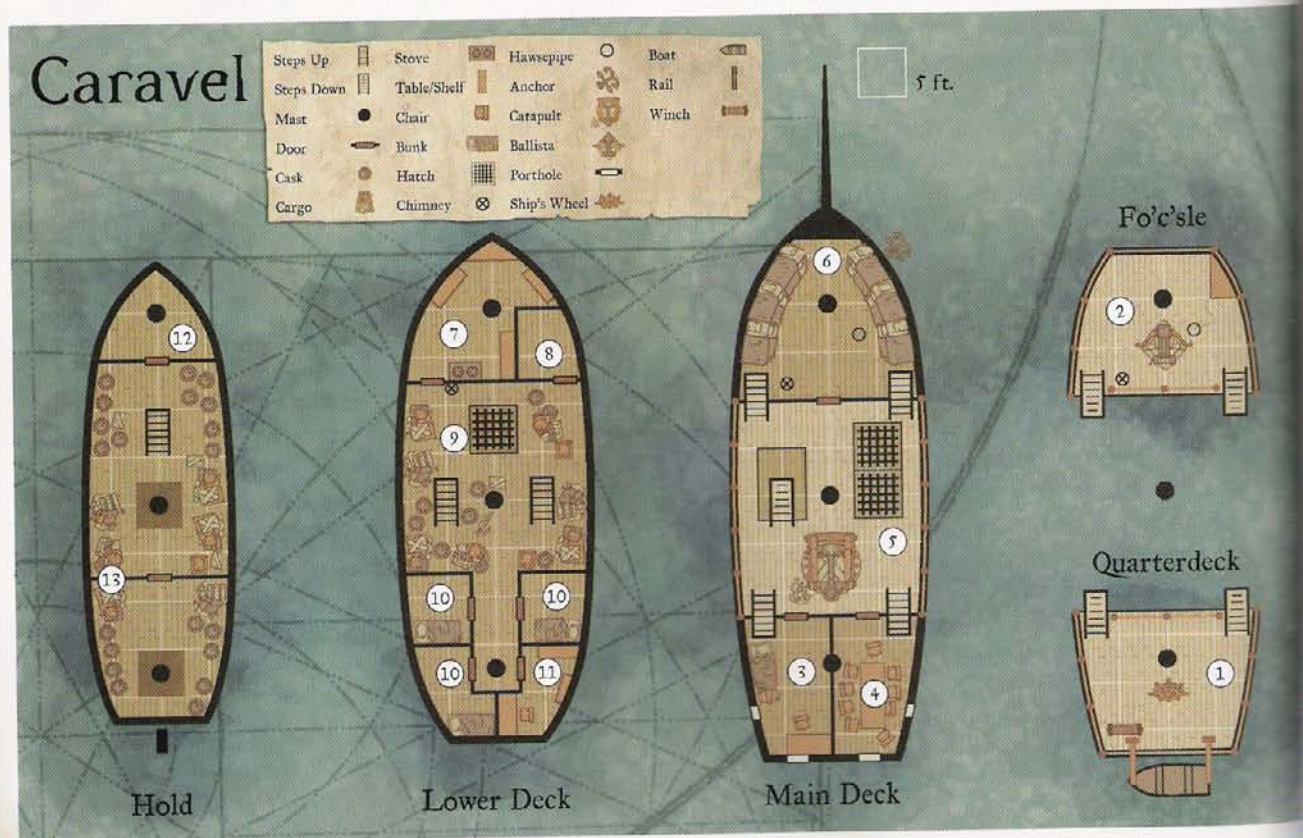 Caravel
Steps Up
Steps Down
Mast
Door
Cask
Cargo
Stove
Table/Shelf
Chair
Bunk
Hatch
Chimney
Hawsepipe
Anchor
Catapult
Ballista
Porthole
Ship's Wheel
Boat
Rail
Winch
5 ft.
Fo'c'sle
2
6
12
7
8
9
13
10
10
10
11
5
3
4
Quarterdeck
1
Hold
Lower Deck
Main Deck